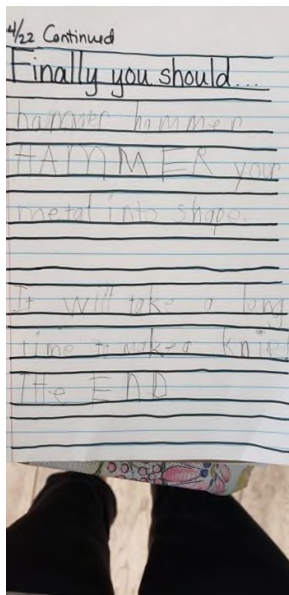 4/22 Continued
Finally you should...
hammer hammer
HAMMER your
metal into shape.
It will take a long
time to make a knife
The END